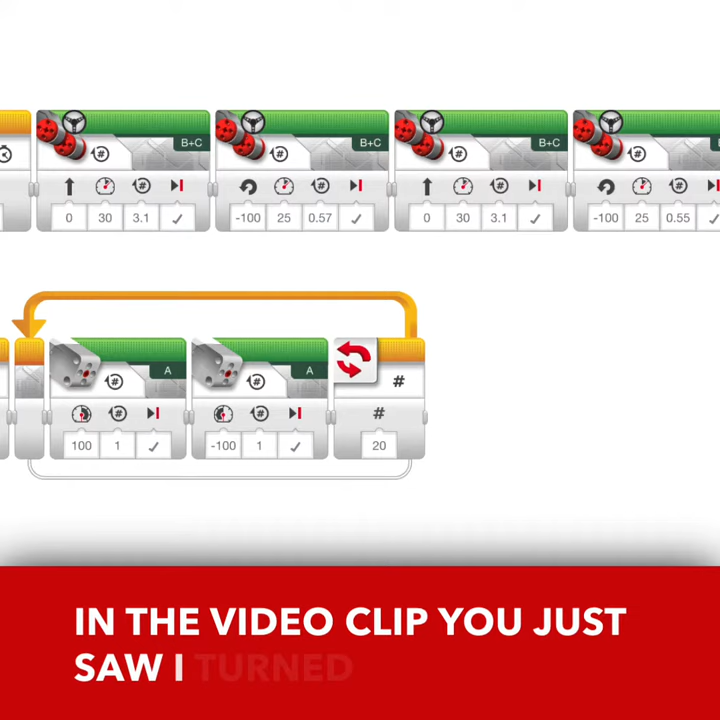 B+C B+C B+C
# # # #
# # # #
0 30 3.1 -100 25 0.57 0 30 3.1 -100 25 0.55
A A
# # #
# # #
100 1 -100 1 20
IN THE VIDEO CLIP YOU JUST
SAW I TURNED